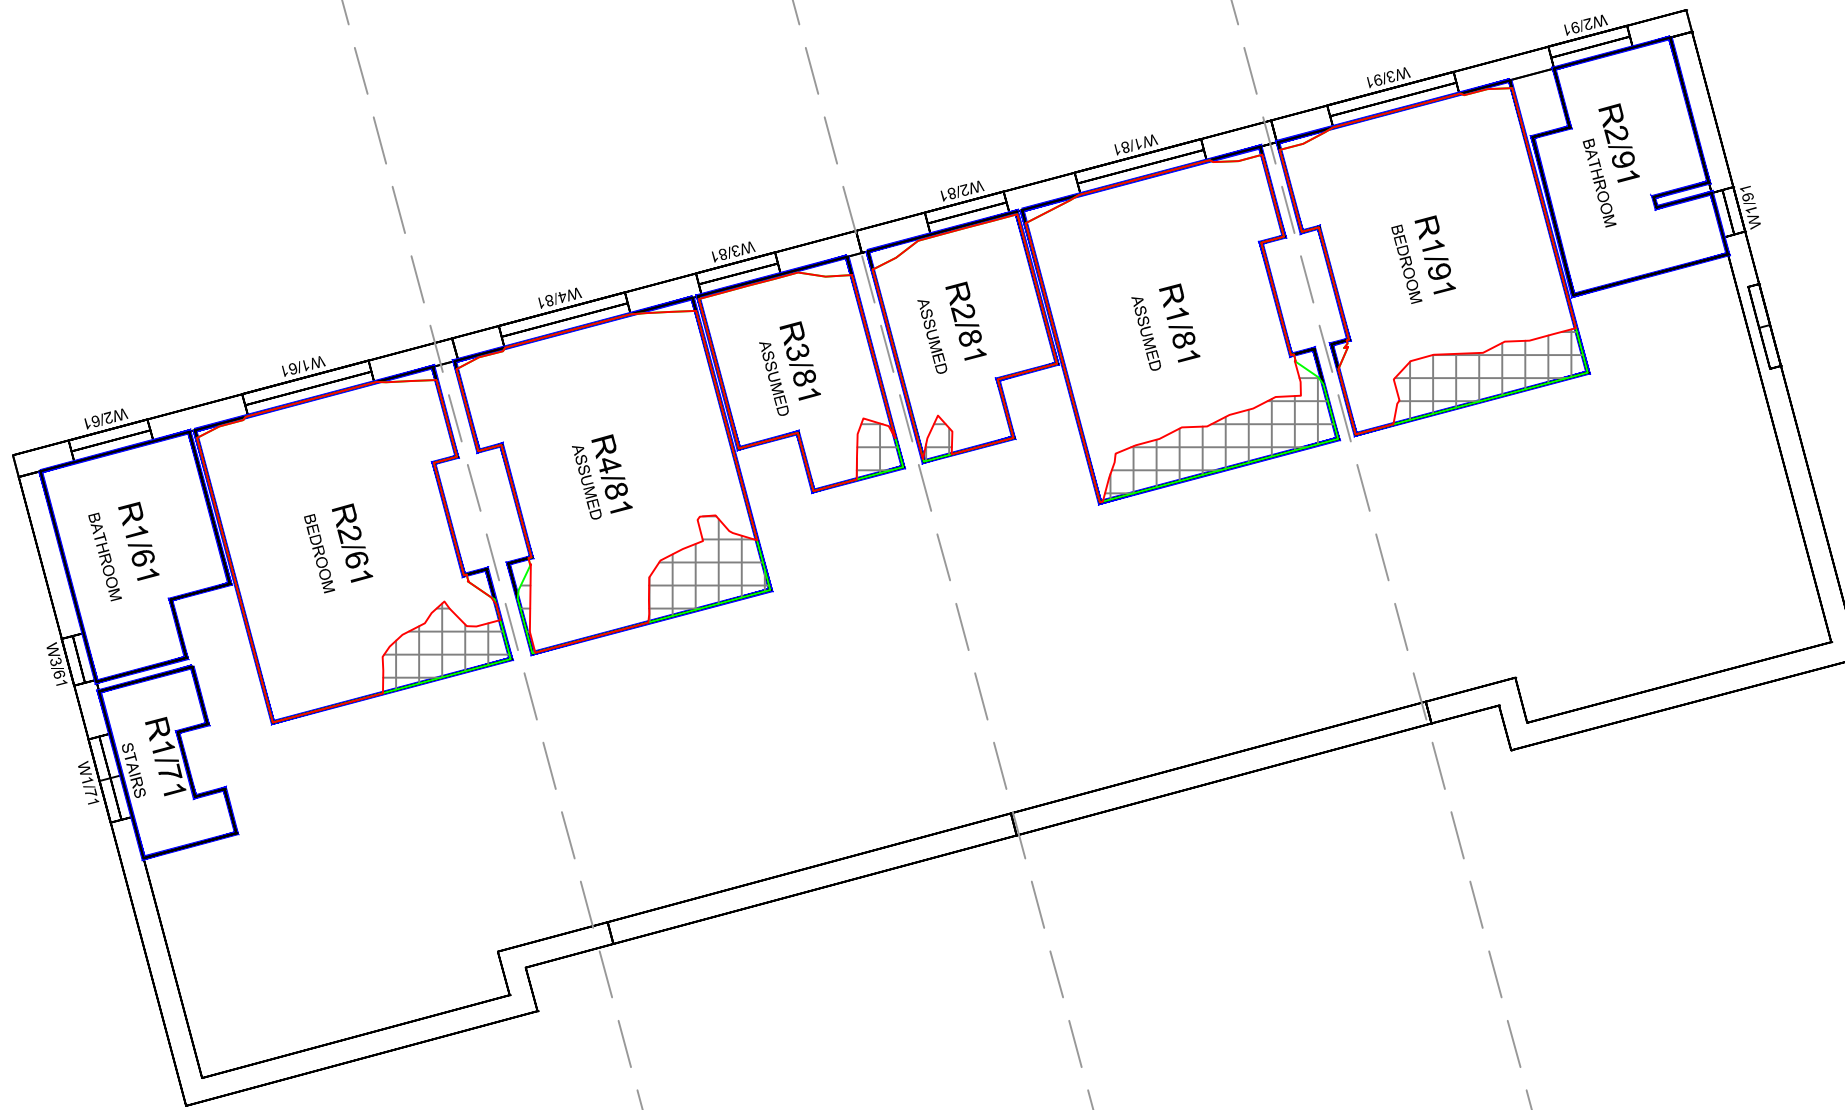 W2/91
W3/91
R2/91
BATHROOM
W1/91
W1/81
W2/81
R1/91
BEDROOM
W3/81
W4/81
R1/81
ASSUMED
R2/81
ASSUMED
R3/81
ASSUMED
W1/61
W2/61
R4/81
ASSUMED
R2/61
BEDROOM
R1/61
BATHROOM
W3/61
R1/71
STAIRS
W1/71